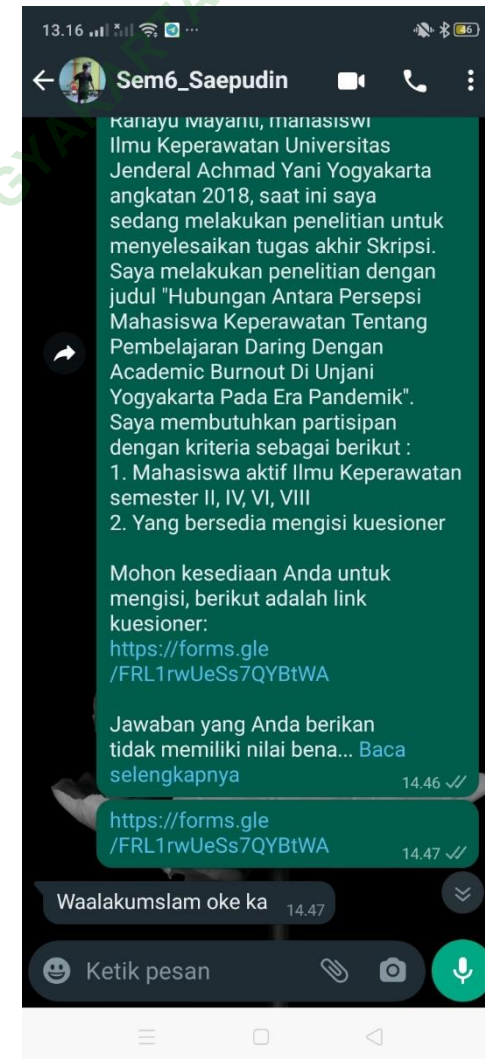 13.16
46
Sem6_Saepudin
Rahayu Mayanti, mahasiswi
Ilmu Keperawatan Universitas
Jenderal Achmad Yani Yogyakarta
angkatan 2018, saat ini saya
sedang melakukan penelitian untuk
menyelesaikan tugas akhir Skripsi.
Saya melakukan penelitian dengan
judul "Hubungan Antara Persepsi
Mahasiswa Keperawatan Tentang
Pembelajaran Daring Dengan
Academic Burnout Di Unjani
Yogyakarta Pada Era Pandemik".
Saya membutuhkan partisipan
dengan kriteria sebagai berikut :
1. Mahasiswa aktif Ilmu Keperawatan
semester II, IV, VI, VIII
2. Yang bersedia mengisi kuesioner
Mohon kesediaan Anda untuk
mengisi, berikut adalah link
kuesioner:
https://forms.gle
/FRL1rwUeSs7QYBtWA
Jawaban yang Anda berikan
tidak memiliki nilai bena... Baca
selengkapnya
14.46
https://forms.gle
/FRL1rwUeSs7QYBtWA
14.47
Waalakumslam oke ka 14.47
Ketik pesan